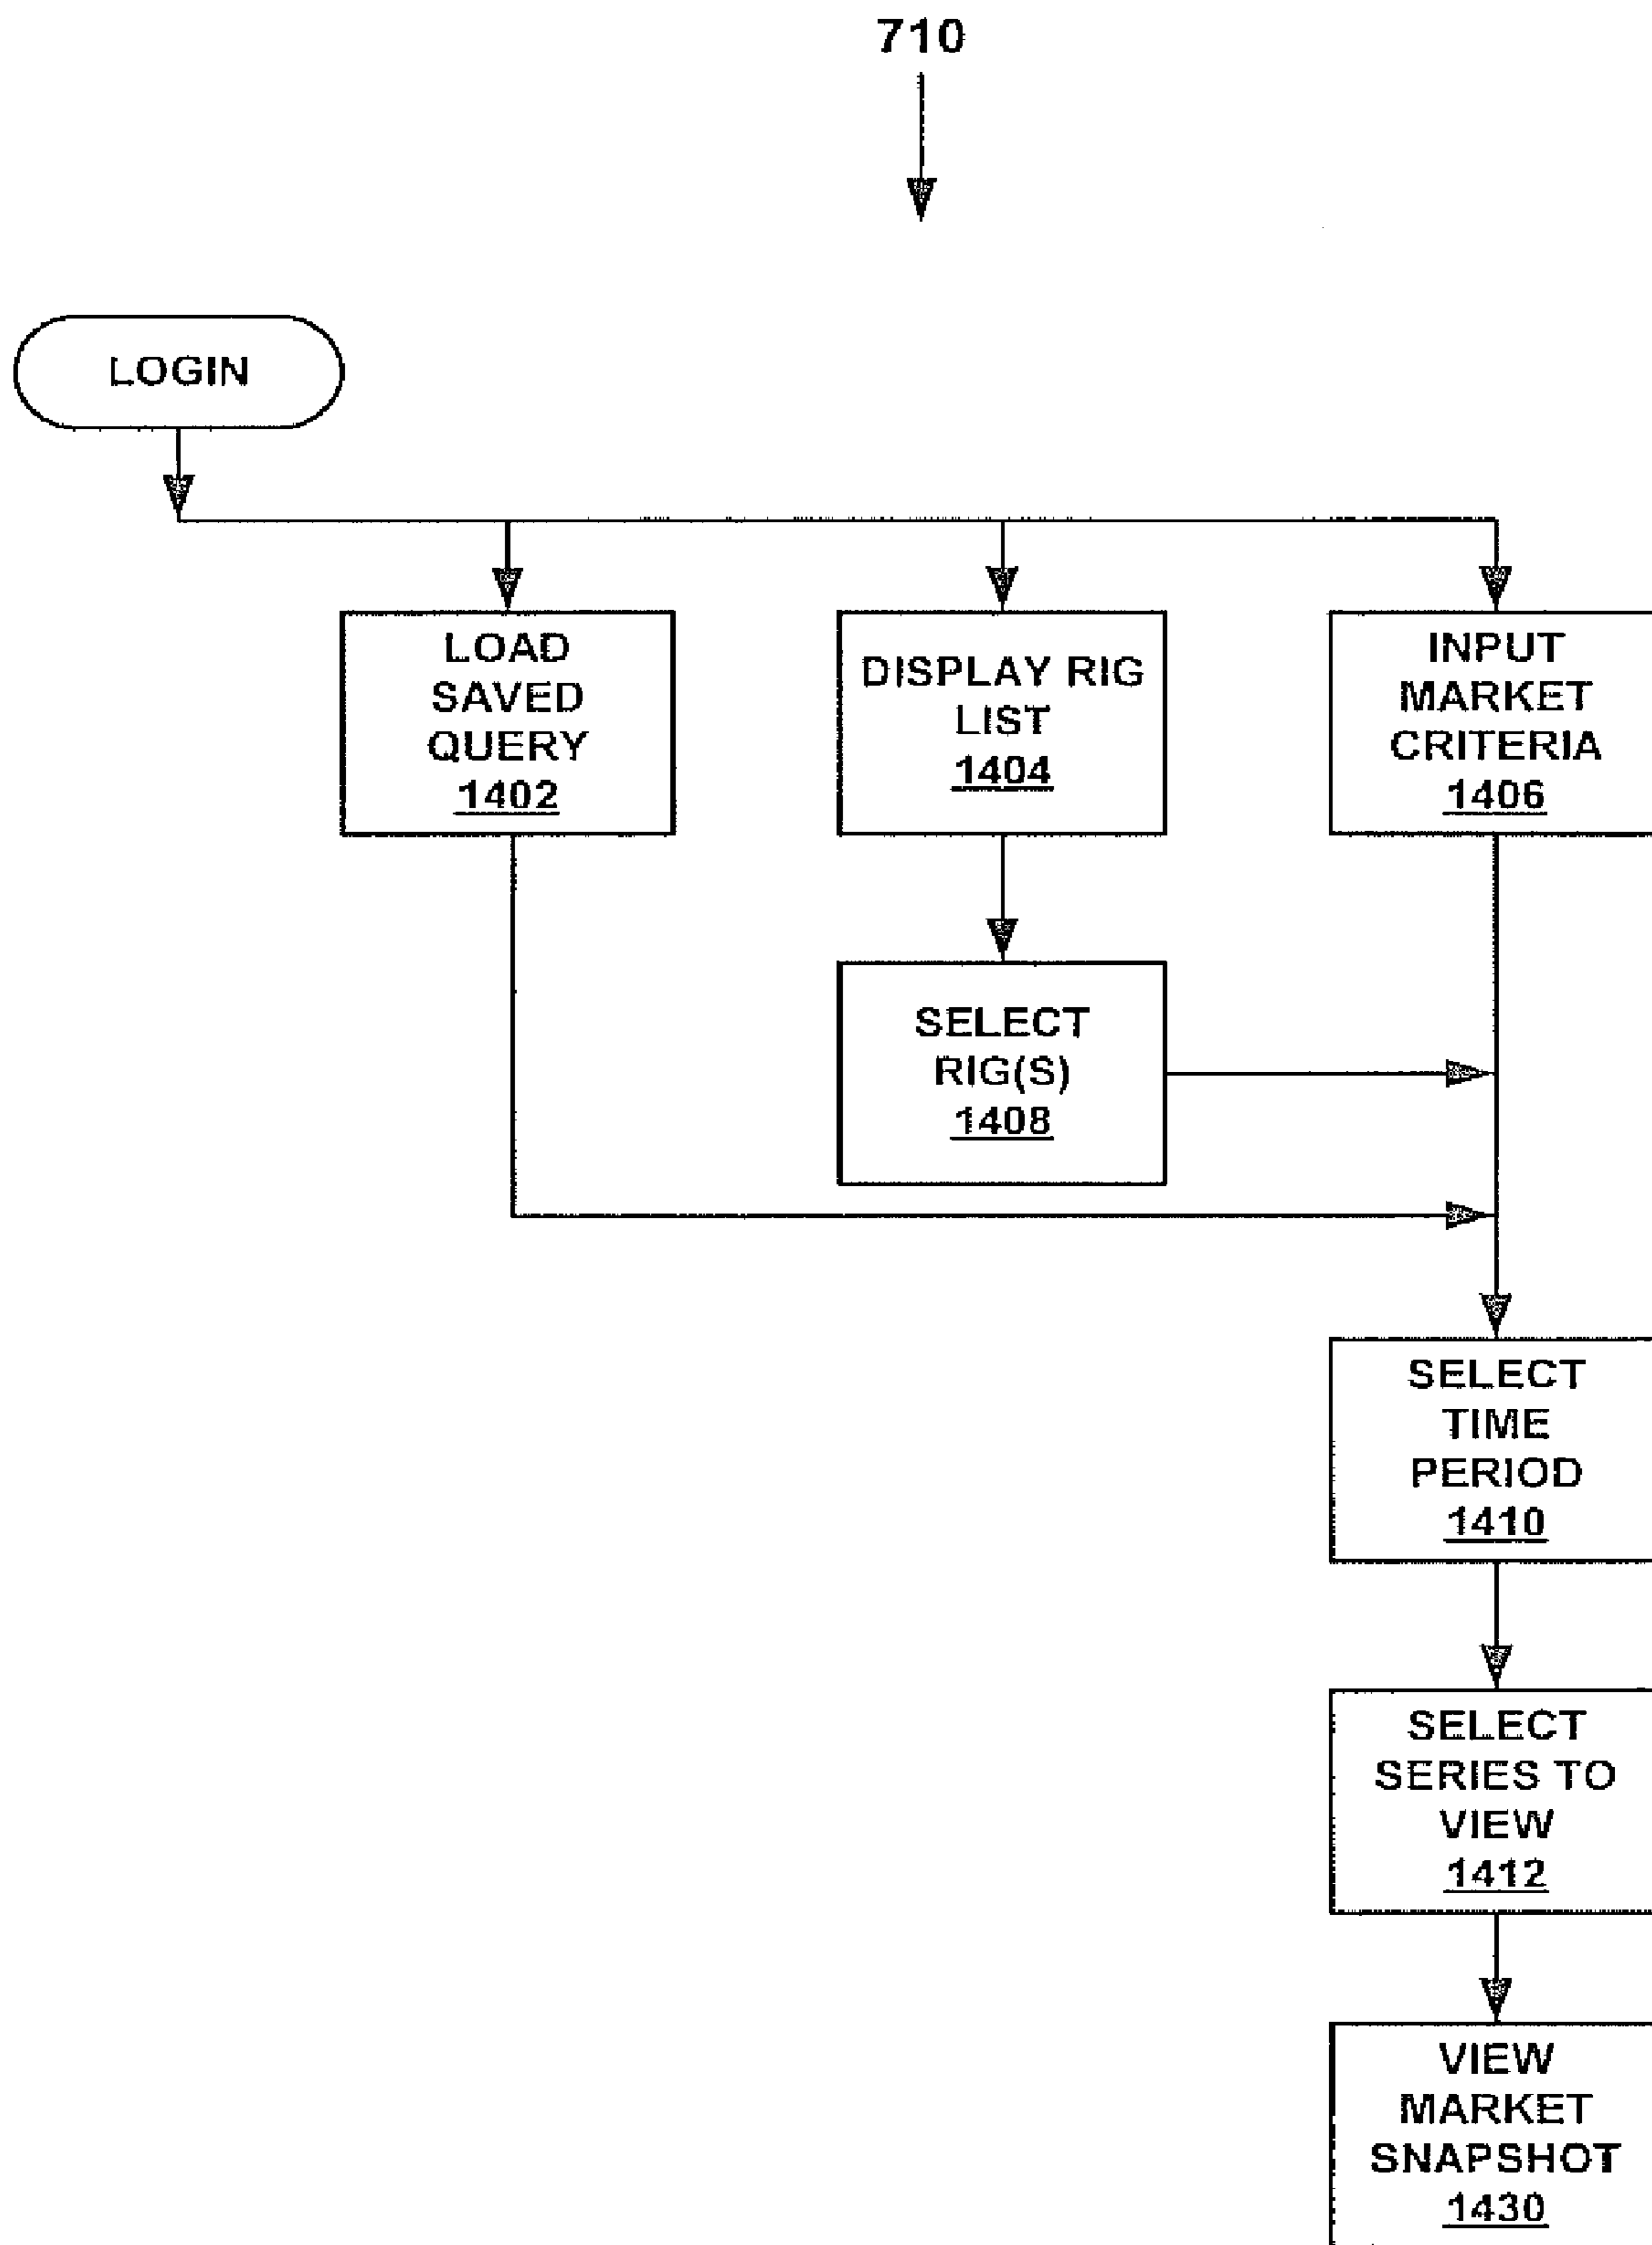 710
LOGIN
LOAD
SAVED
QUERY
1402
DISPLAY RIG
LIST
1404
INPUT
MARKET
CRITERIA
1406
SELECT
RIG(S)
1408
SELECT
TIME
PERIOD
1410
SELECT
SERIES TO
VIEW
1412
VIEW
MARKET
SNAPSHOT
1430